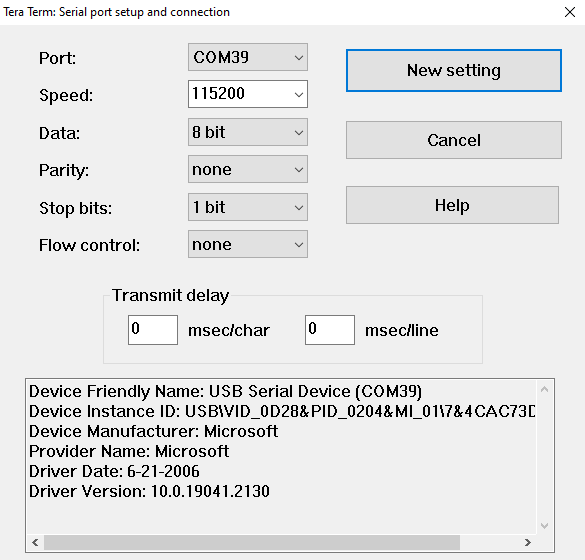 Tera Term: Serial port setup and connection
Port: COM39 New setting
Speed: 115200
Data: 8 bit Cancel
Parity: none
Stop bits: 1 bit Help
Flow control: none
Transmit delay
0 msec/char 0 msec/line
Device Friendly Name: USB Serial Device (COM39)
Device Instance ID: USB\VID_0D28&PID_0204&MI_01\7&4CAC73D
Device Manufacturer: Microsoft
Provider Name: Microsoft
Driver Date: 6-21-2006
Driver Version: 10.0.19041.2130